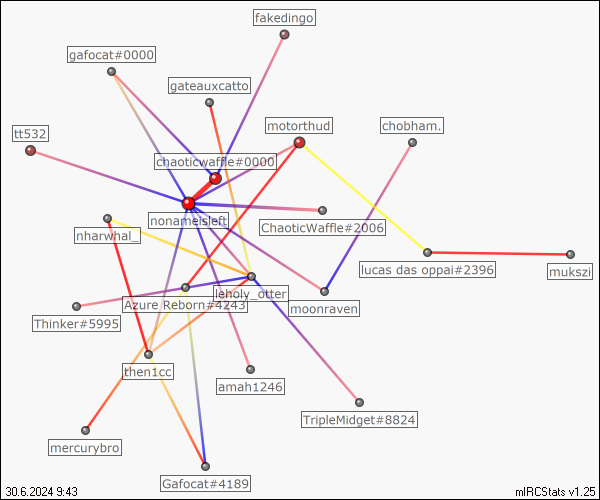 fakedingo
gafocat#0000
gateauxcatto
motorthud
chobham.
tt532
chaoticwaffle#0000
nonameisleft
ChaoticWaffle#2006
nharwhal_
lucas das oppai#2396
mukszi
leholy_otter
Azure Reborn#4243
moonraven
Thinker#5995
then1cc
amah1246
TripleMidget#8824
mercurybro
Gafocat#4189
30.6.2024 9:43
mIRCStats v1.25